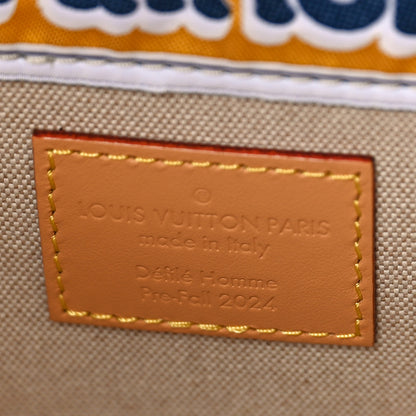 LOUIS VUITTON PARIS
made in Italy
Défilé Homme
Pre-Fall 2024